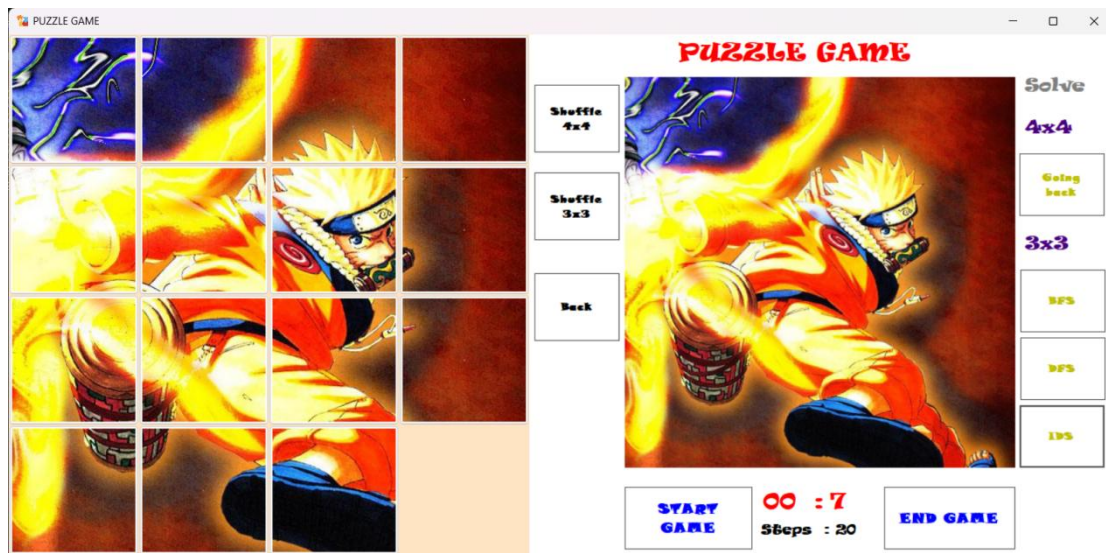 PUZZLE GAME
PUZZLE GAME
Solve
Shuffle
4x4
4x4
Going
back
Shuffle
3x3
3x3
Back
BFS
DFS
IDS
START
GAME
00 : 7
Steps : 20
END GAME